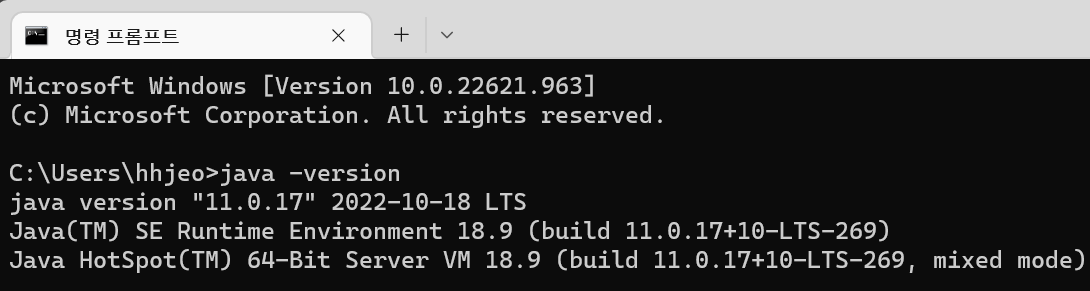 명령 프롬프트
Microsoft Windows [Version 10.0.22621.963]
(c) Microsoft Corporation. All rights reserved.
C:\Users\hhjeo>java -version
java version "11.0.17" 2022-10-18 LTS
Java(TM) SE Runtime Environment 18.9 (build 11.0.17+10-LTS-269)
Java HotSpot(TM) 64-Bit Server VM 18.9 (build 11.0.17+10-LTS-269, mixed mode)